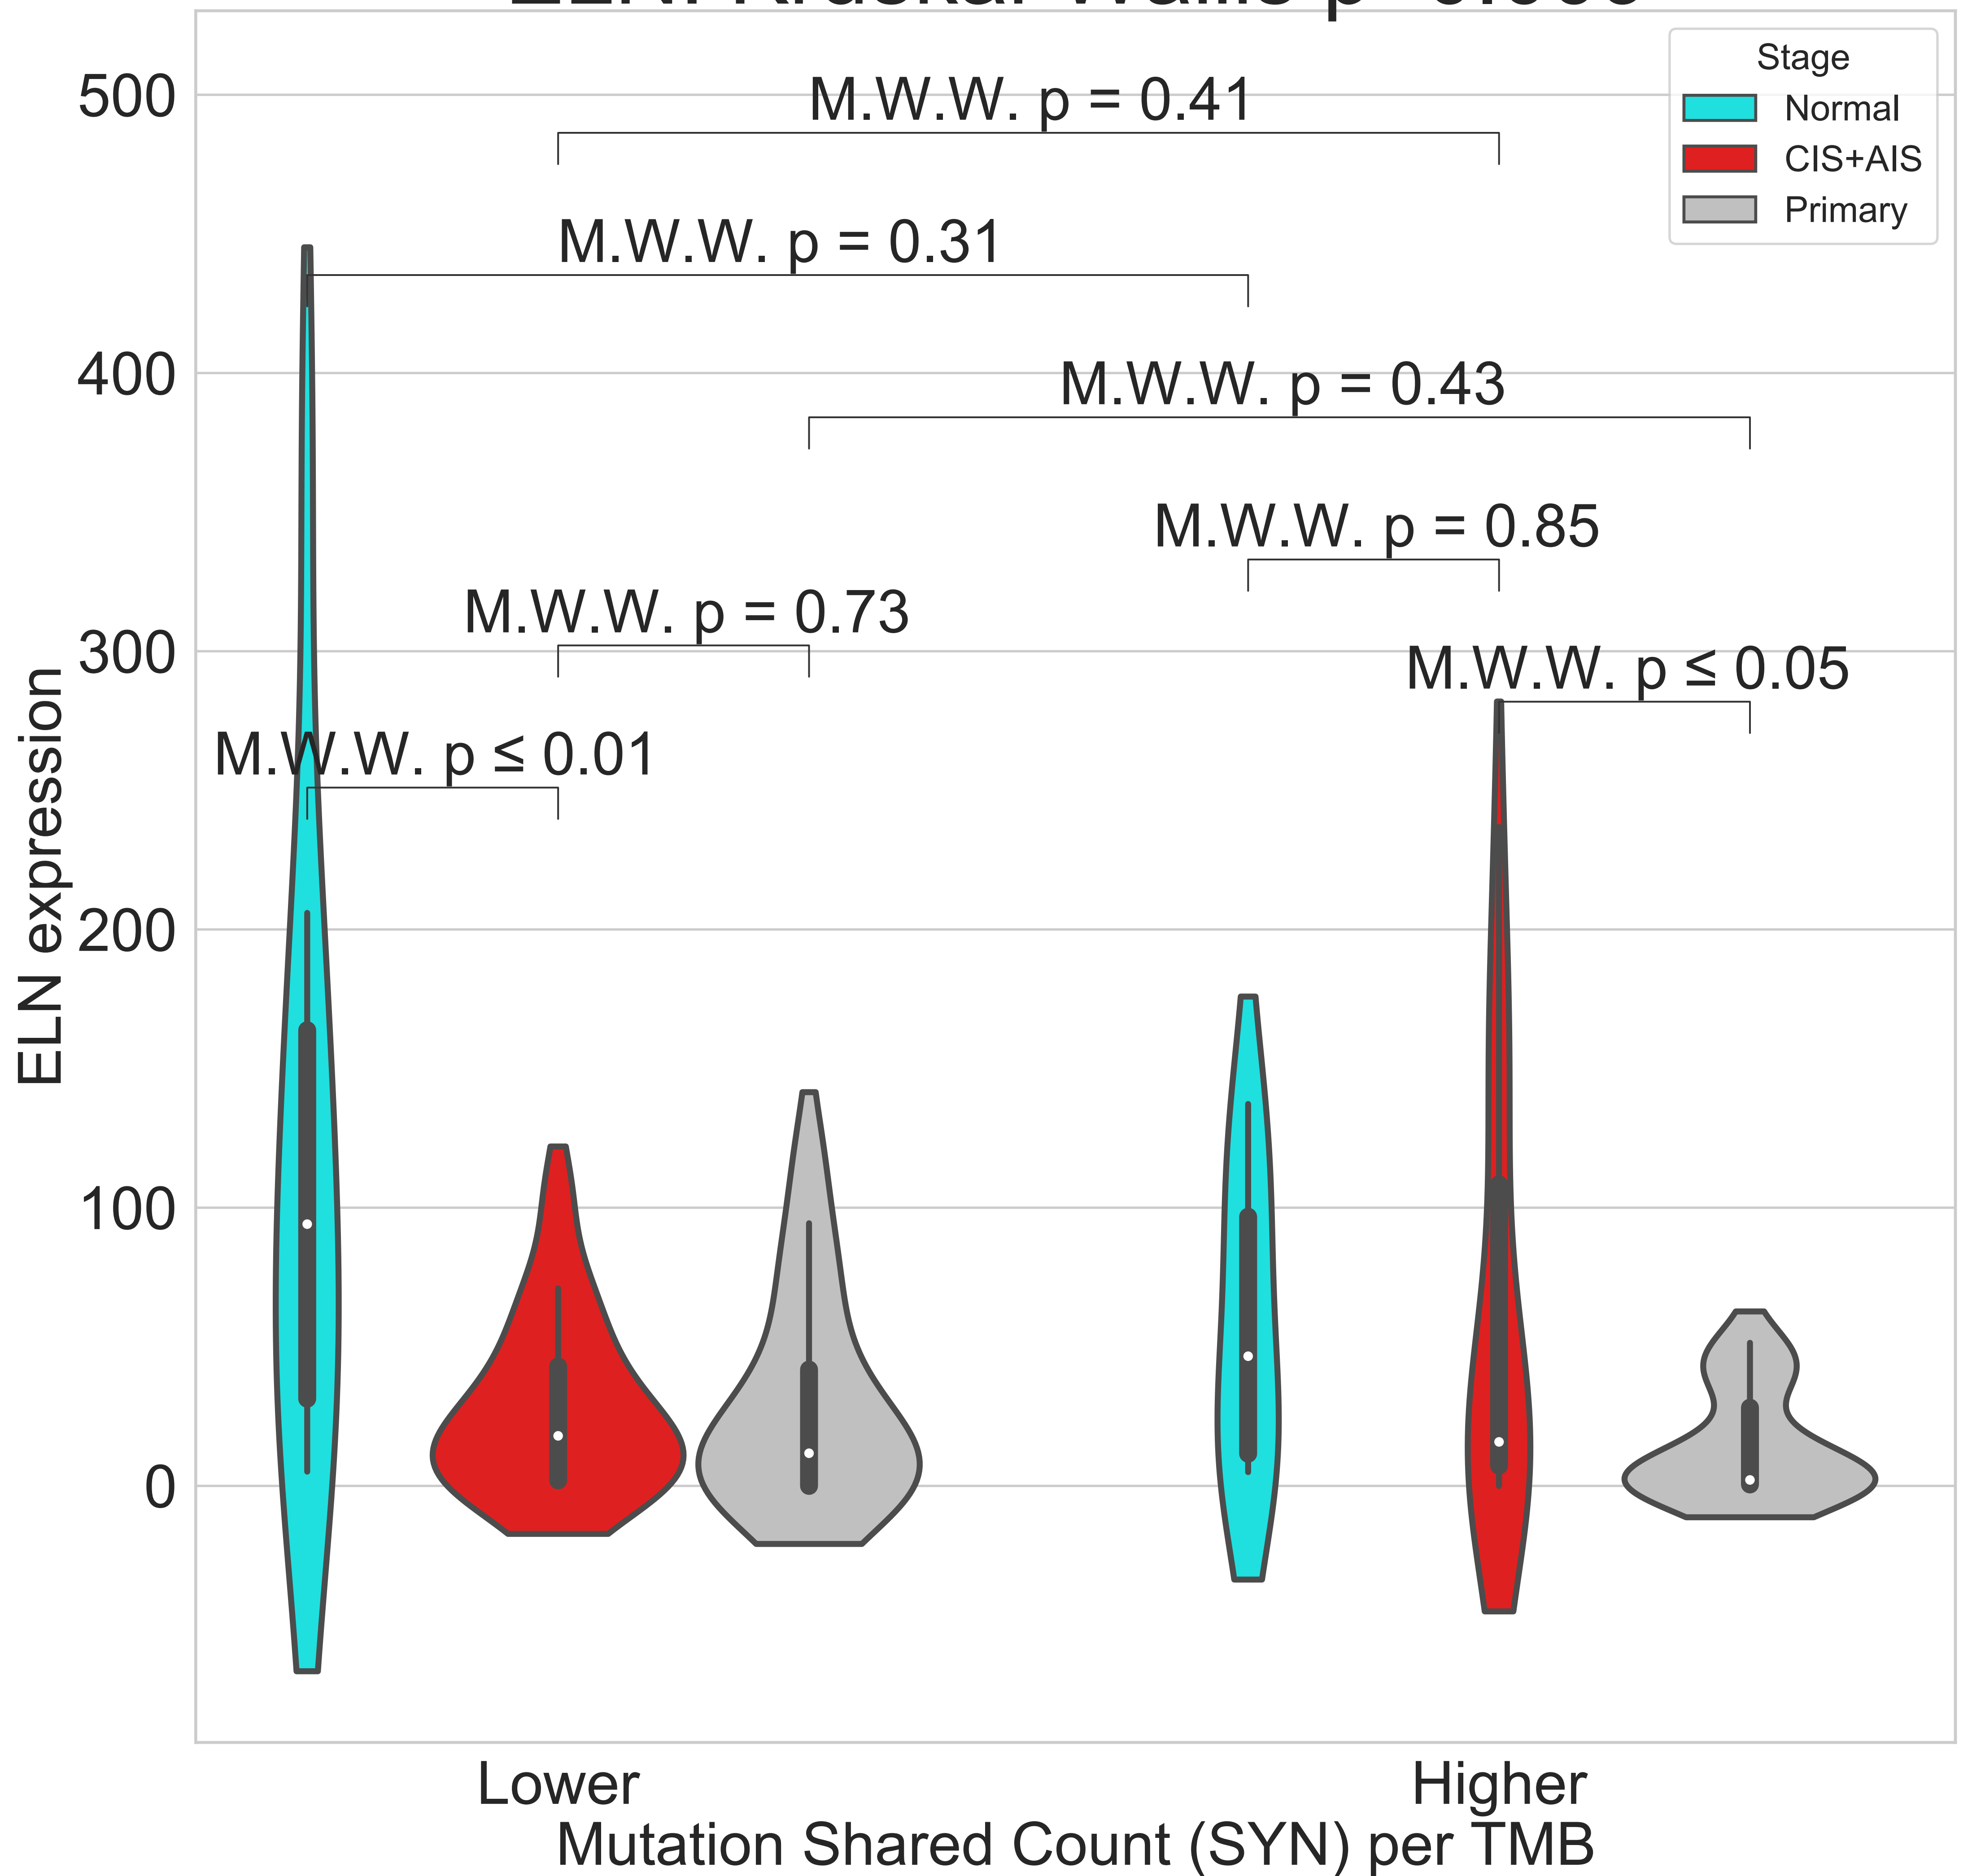 Stage
Normal
CIS+AIS
Primary
M.W.W. p = 0.41
M.W.W. p = 0.31
M.W.W. p = 0.43
M.W.W. p = 0.85
M.W.W. p = 0.73
M.W.W. p ≤ 0.05
M.W.W. p ≤ 0.01
500
400
300
200
100
0
ELN expression
Lower
Higher
Mutation Shared Count (SYN) per TMB